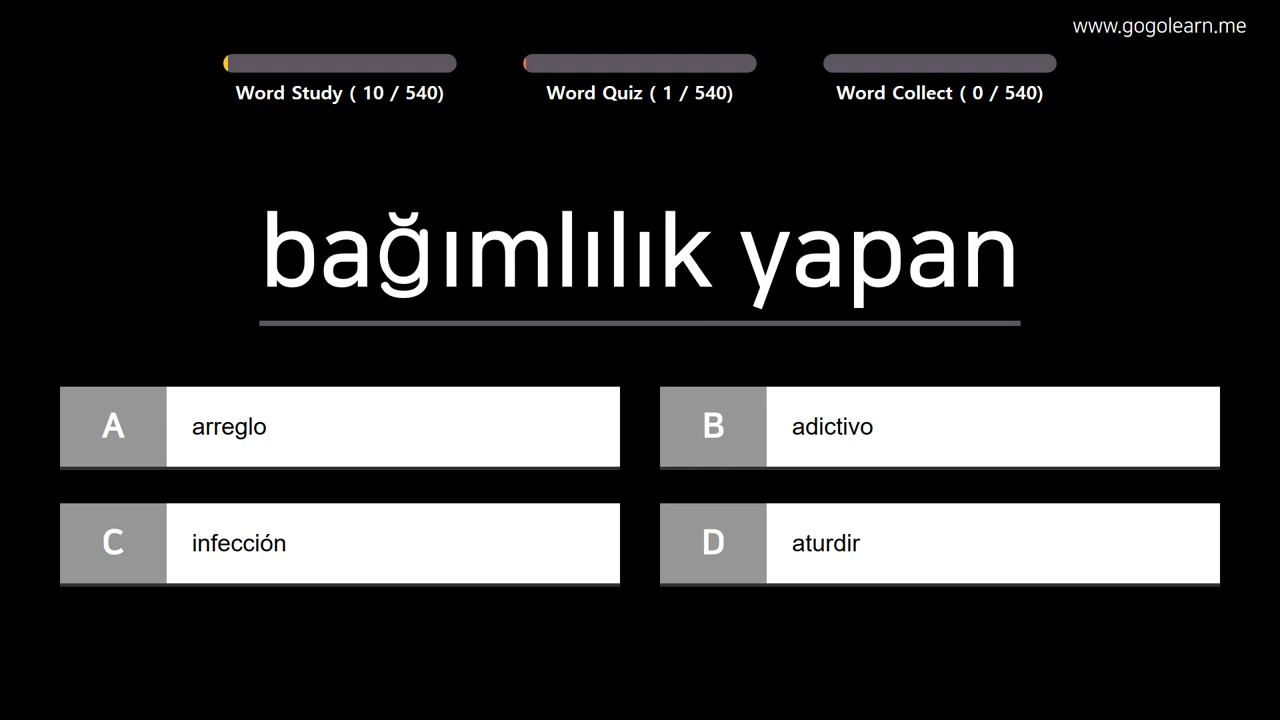 www.gogolearn.me
Word Study ( 10 / 540)
Word Quiz ( 1 / 540)
Word Collect ( 0 / 540)
bağımlılık yapan
A arreglo
B adictivo
C infección
D aturdir